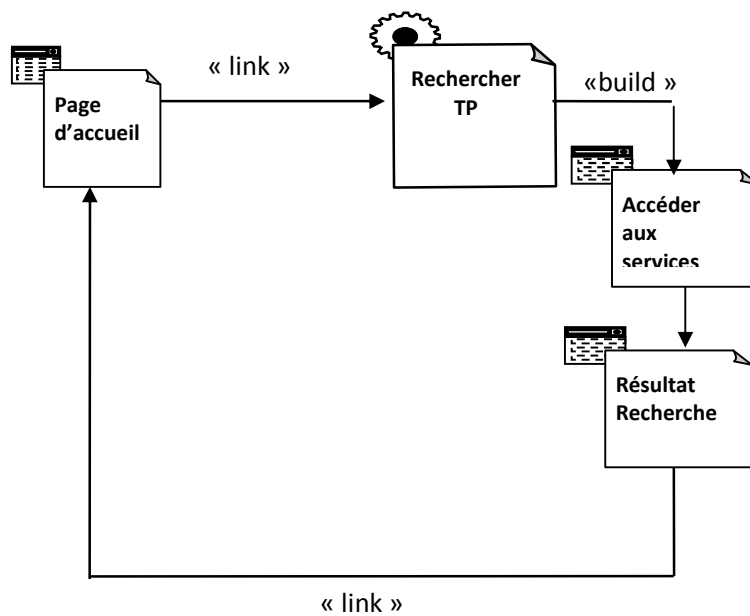 « link »
Page
d'accueil
Rechercher
TP
«build »
Accéder
aux
services
Résultat
Recherche
« link »